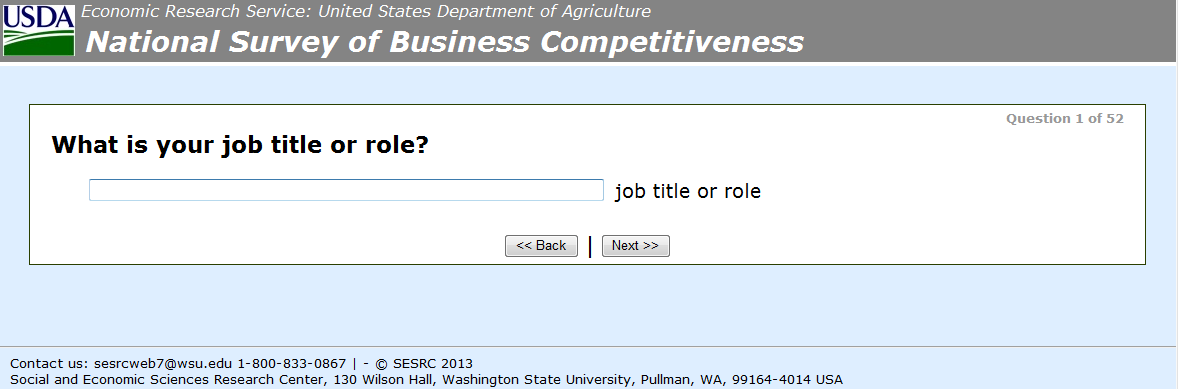 USDA
Economic Research Service: United States Department of Agriculture
National Survey of Business Competitiveness
Question 1 of 52
What is your job title or role?
job title or role
<< Back | Next >>
Contact us: sesrcweb7@wsu.edu 1-800-833-0867 | - © SESRC 2013
Social and Economic Sciences Research Center, 130 Wilson Hall, Washington State University, Pullman, WA, 99164-4014 USA